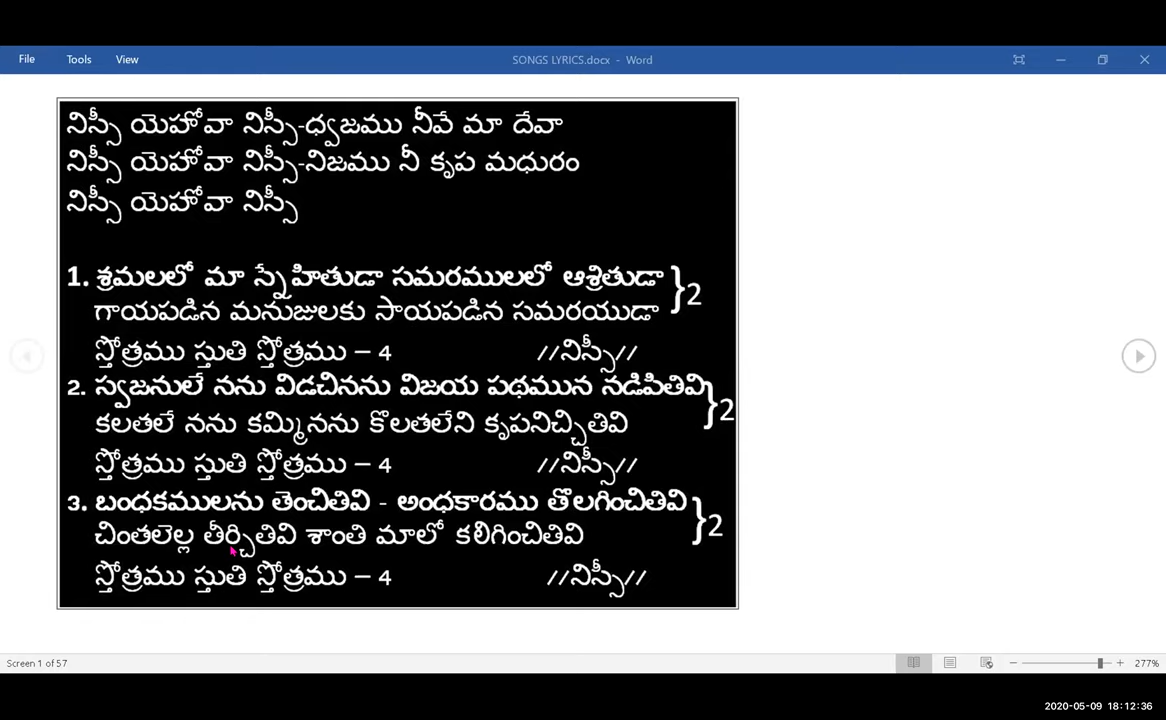 File Tools View SONGS LYRICS.docx - Word
నిస్సీ యెహోవా నిస్సీ-ధ్వజము నీవే మా దేవా
నిస్సీ యెహోవా నిస్సీ-నిజము నీ కృప మధురం
నిస్సీ యెహోవా నిస్సీ
1. శ్రమలలో మా స్నేహితుడా సమరములలో ఆశ్రితుడా
గాయపడిన మనుజులకు సాయపడిన సమరయుడా }2
స్తోత్రము స్తుతి స్తోత్రము – 4 //నిస్సీ//
2. స్వజనులే నను విడచినను విజయ పథమున నడిపితివి
కలతలే నను కమ్మినను కొలతలేని కృపనిచ్చితివి }2
స్తోత్రము స్తుతి స్తోత్రము – 4 //నిస్సీ//
3. బంధకములను తెంచితివి - అంధకారము తొలగించితివి
చింతలెల్ల తీర్చితివి శాంతి మాలో కలిగించితివి }2
స్తోత్రము స్తుతి స్తోత్రము – 4 //నిస్సీ//
Screen 1 of 57 277%
2020-05-09 18:12:36